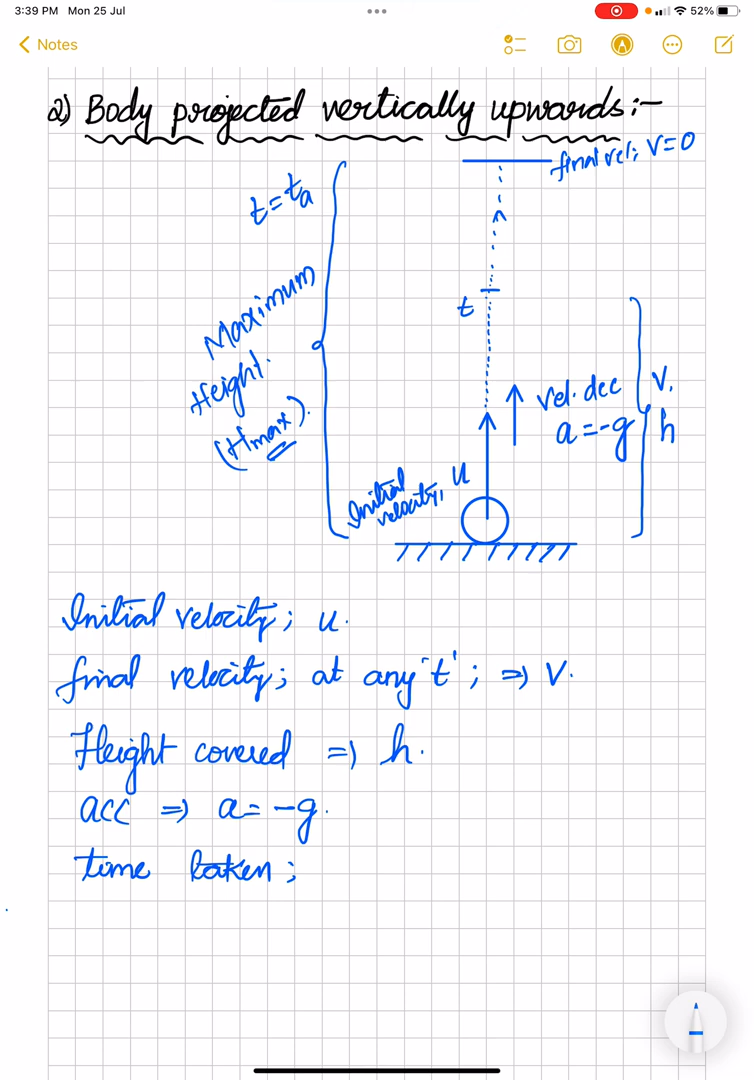 3:39 PM Mon 25 Jul
52%
Notes
2) Body projected vertically upwards:-
final vel; v=0
t=ta
t
Maximum
Height.
(Hmax).
vel. dec
a=-g
v,
h
Initial
velocity,
u
Initial velocity; u.
final velocity; at any 't'; => v.
Height covered => h.
acc => a= -g.
time taken;